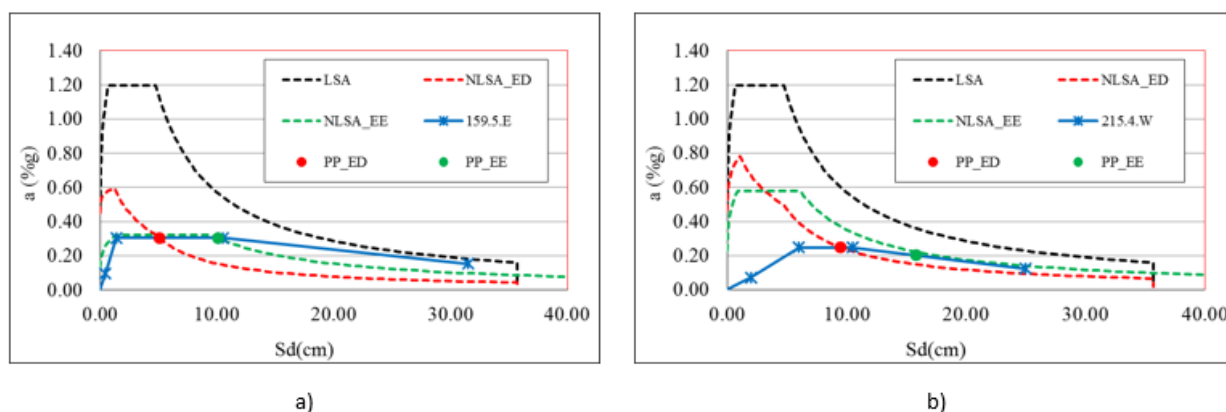 1.40
1.20
1.00
0.80
0.60
0.40
0.20
0.00
a (%g)
LSA NLSA_ED
NLSA_EE 159.5.E
PP_ED PP_EE
0.00 10.00 20.00 30.00 40.00
Sd(cm)
a)
1.40
1.20
1.00
0.80
0.60
0.40
0.20
0.00
a (%g)
LSA NLSA_ED
NLSA_EE 215.4.W
PP_ED PP_EE
0.00 10.00 20.00 30.00 40.00
Sd(cm)
b)